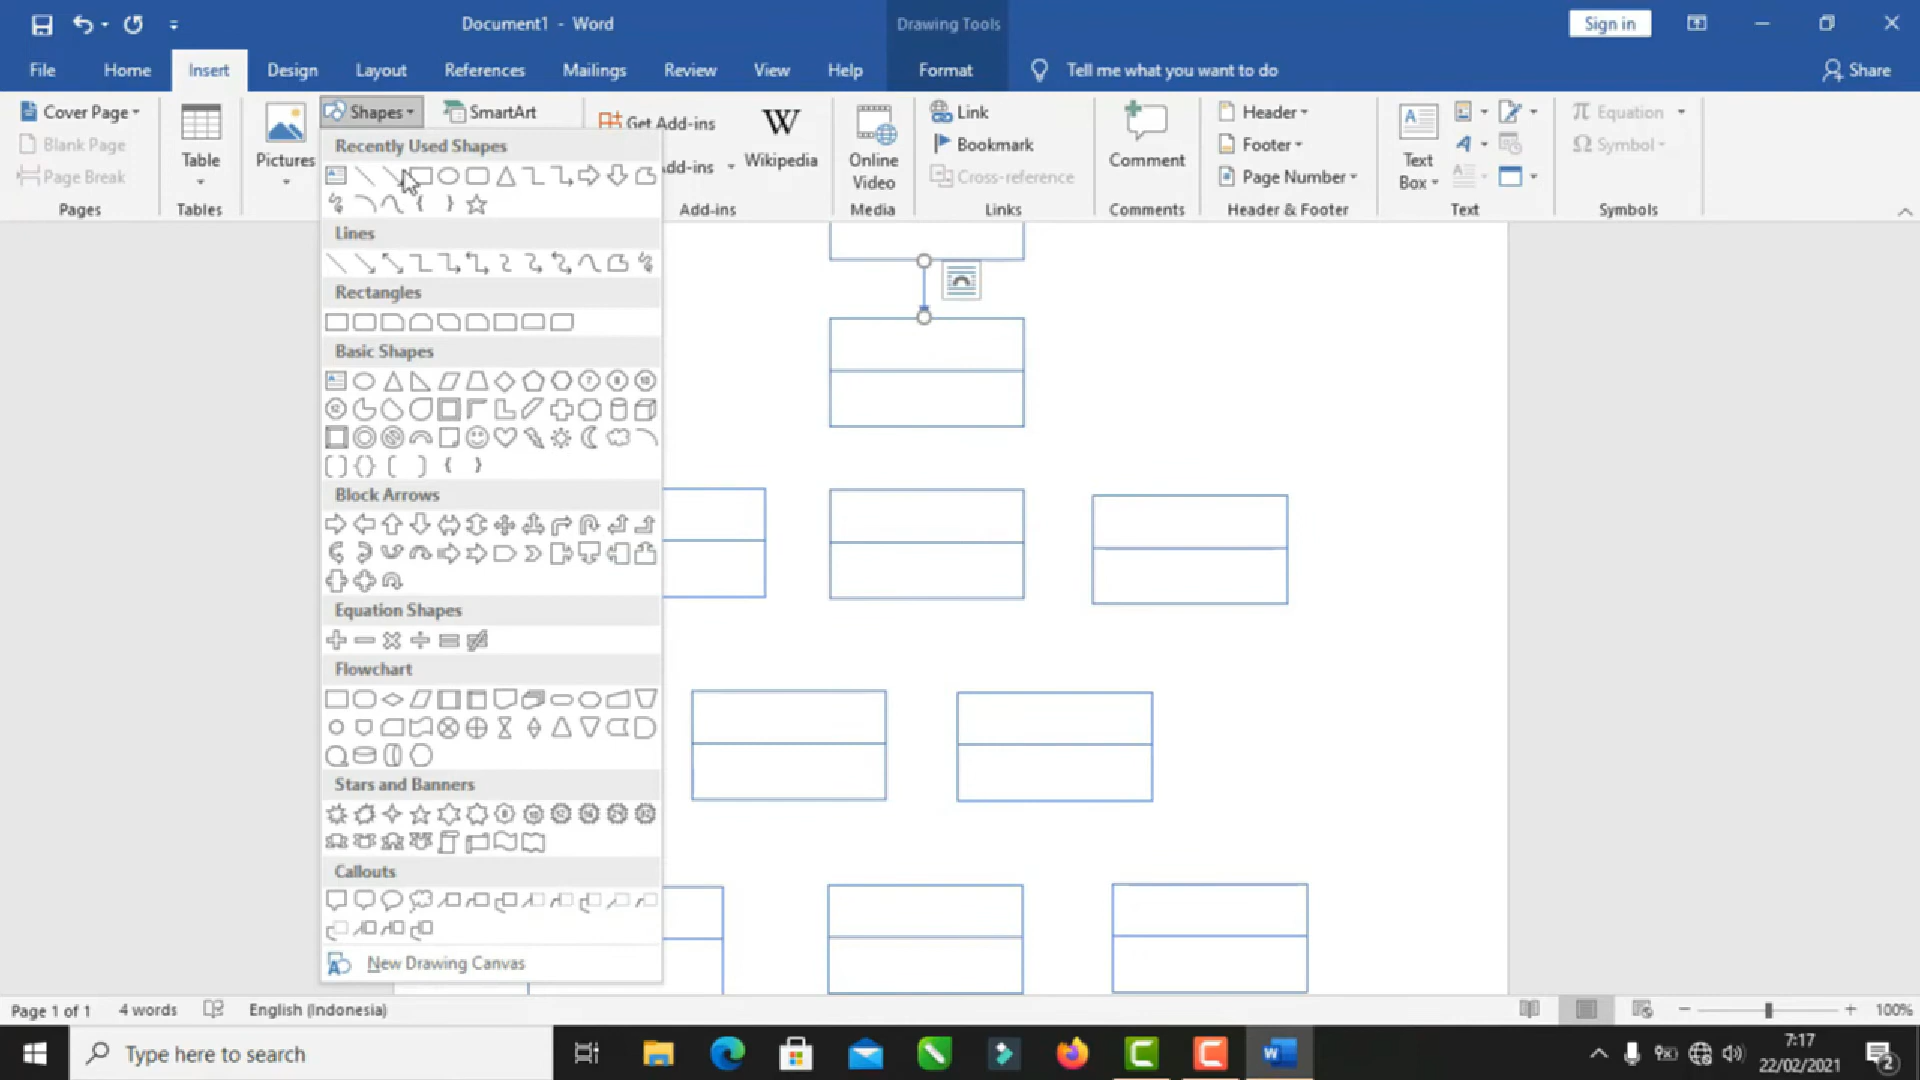 Document1 - Word
Drawing Tools
Sign in
File
Home
Insert
Design
Layout
References
Mailings
Review
View
Help
Format
Tell me what you want to do
Share
Cover Page
Blank Page
Page Break
Pages
Table
Tables
Pictures
Shapes
SmartArt
Get Add-ins
dd-ins
Add-ins
Wikipedia
Online
Video
Media
Link
Bookmark
Cross-reference
Links
Comment
Comments
Header
Footer
Page Number
Header & Footer
Text
Box
Text
Equation
Symbol
Symbols
Recently Used Shapes
Lines
Rectangles
Basic Shapes
Block Arrows
Equation Shapes
Flowchart
Stars and Banners
Callouts
New Drawing Canvas
Page 1 of 1
4 words
English (Indonesia)
100%
Type here to search
7:17
22/02/2021
2